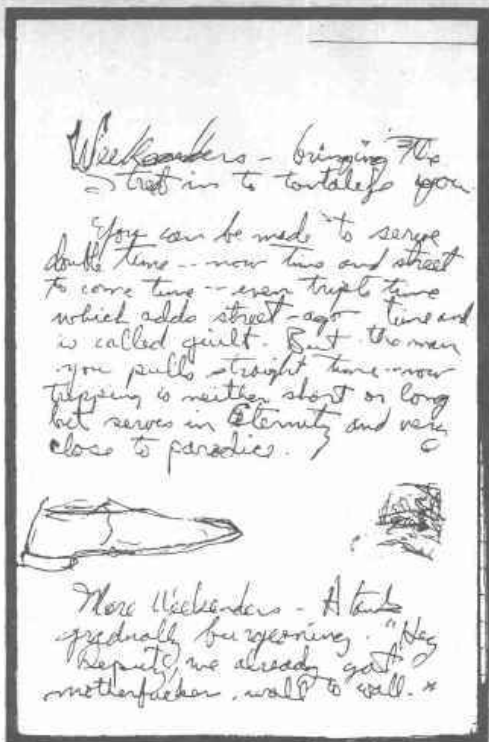 Weekenders - bringing the
Street in to tantalize you.
You can be made to serve
double time -- now time and street
to come time -- even triple time
which adds street-ago time and
is called guilt. But the man
you pulls straight time -- now
tripping is neither short or long
but serves in Eternity and very
close to paradice.
More Weekenders - A tank
gradually burgeoning. "Hey
Deputy, we already got
motherfucker wall to wall."